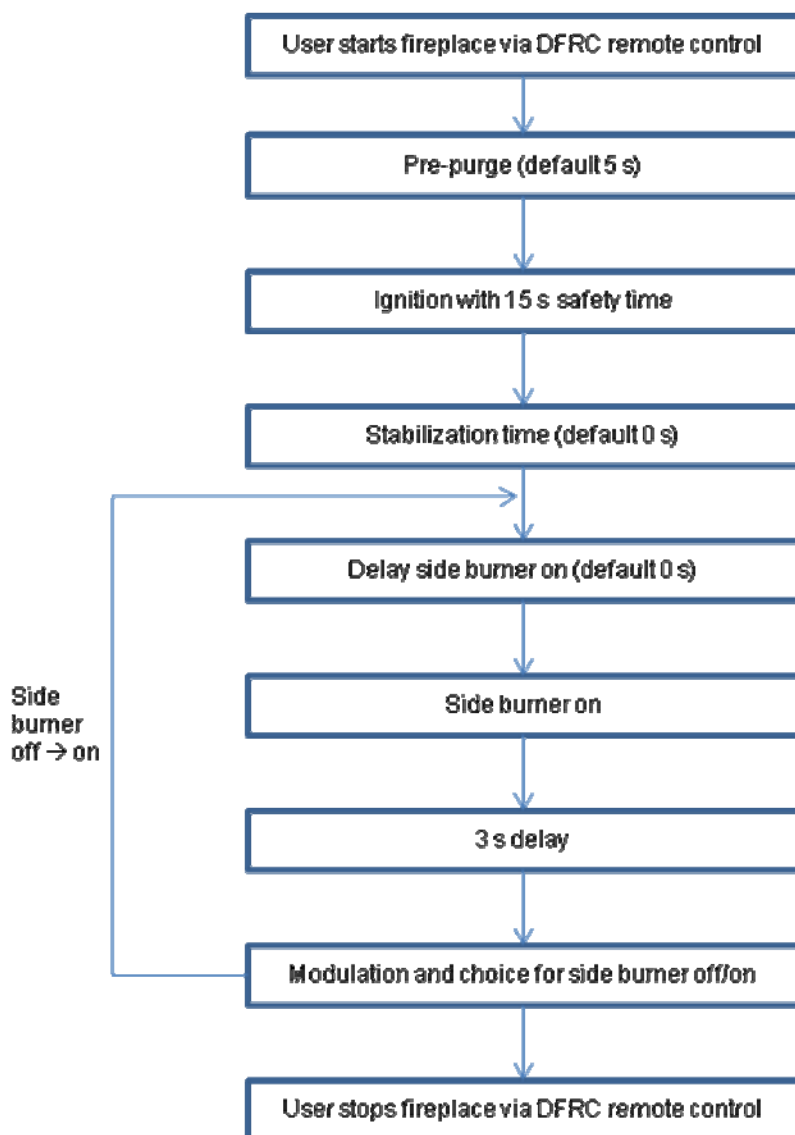 User starts fireplace via DFRC remote control
Pre-purge (default 5 s)
Ignition with 15 s safety time
Stabilization time (default 0 s)
Delay side burner on (default 0 s)
Side burner on
Side
burner
off → on
3 s delay
Modulation and choice for side burner off/on
User stops fireplace via DFRC remote control